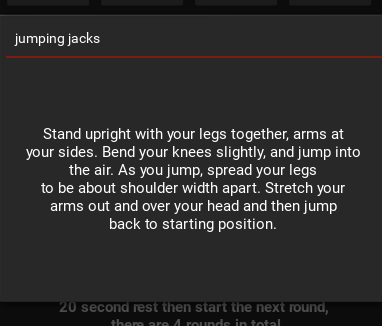 jumping jacks
Stand upright with your legs together, arms at
your sides. Bend your knees slightly, and jump into
the air. As you jump, spread your legs
to be about shoulder width apart. Stretch your
arms out and over your head and then jump
back to starting position.
20 second rest then start the next round,
there are 4 rounds in total